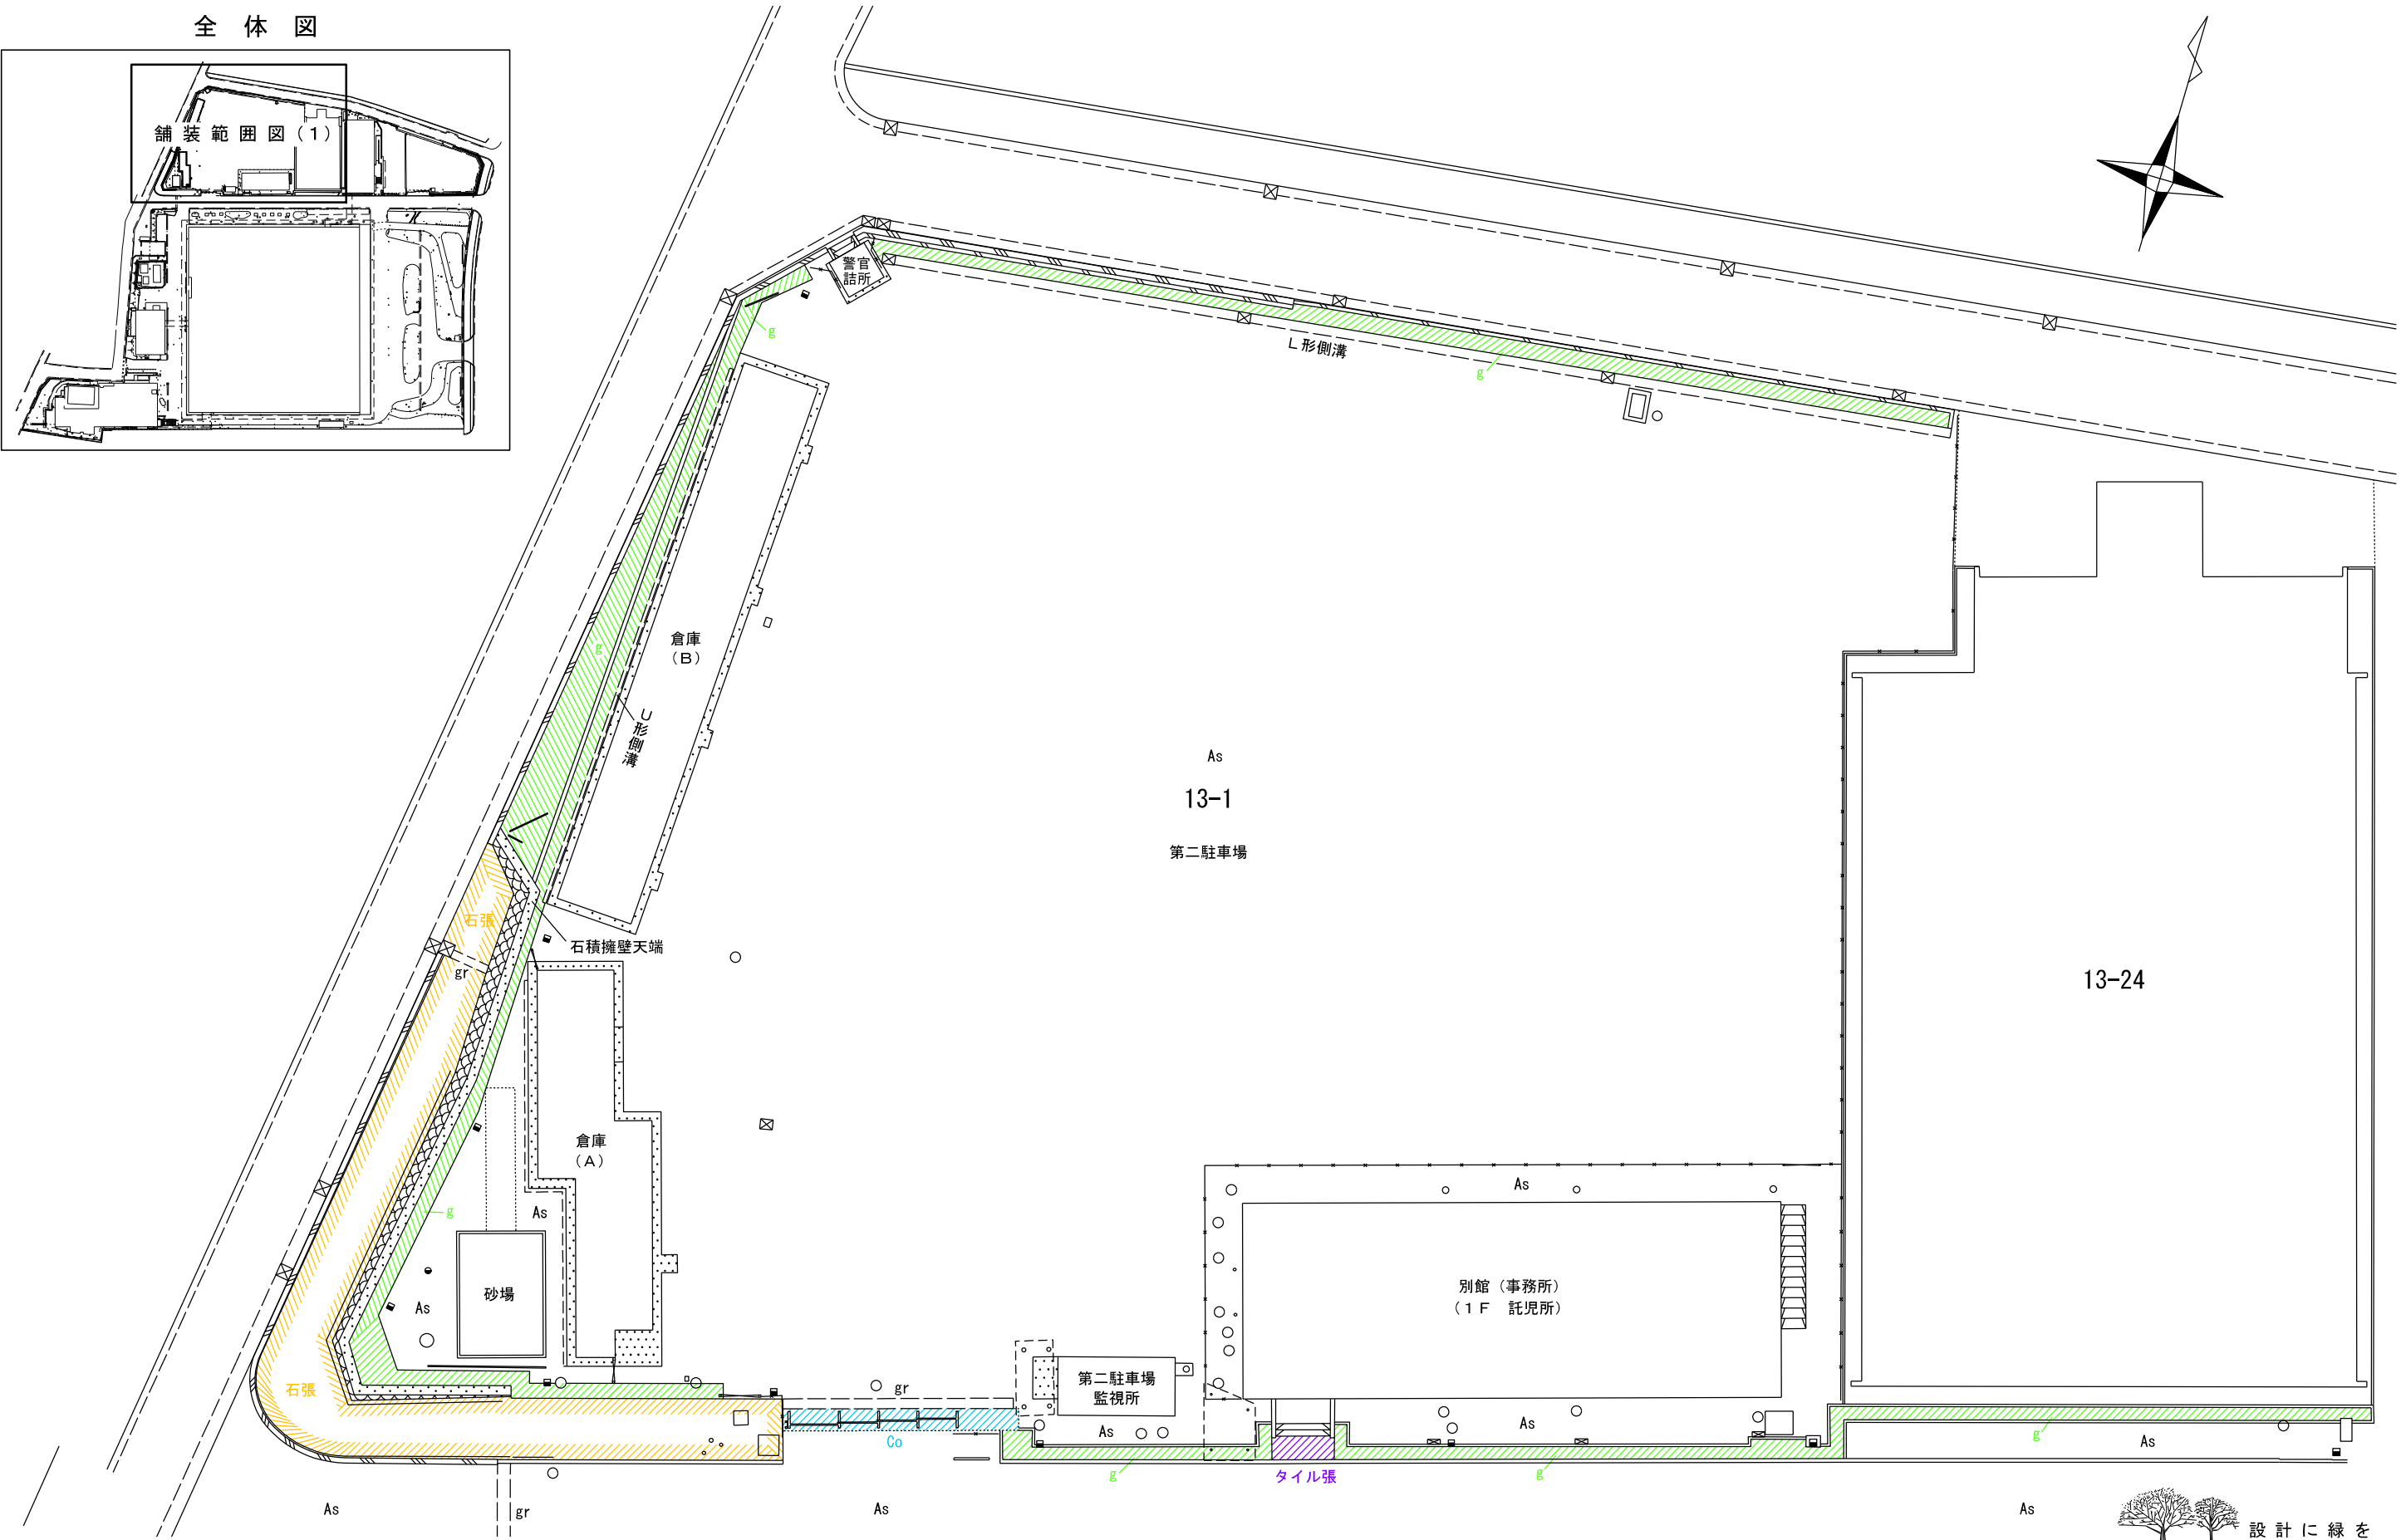 全体図
舗装範囲図(1)
警官
詰所
g
L形側溝
g
倉庫
(B)
g
U形側溝
As
13-1
第二駐車場
石張
石積擁壁天端
gr
13-24
倉庫
(A)
As
g
As
砂場
As
別館(事務所)
(1F 託児所)
石張
第二駐車場
監視所
gr
As
As
Co
g
タイル張
g
g
As
As
gr
As
As
設計に緑を